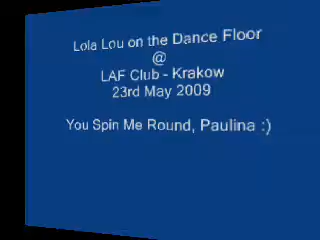 Lola Lou on the Dance Floor
@
LAF Club - Krakow
23rd May 2009
You Spin Me Round, Paulina :)